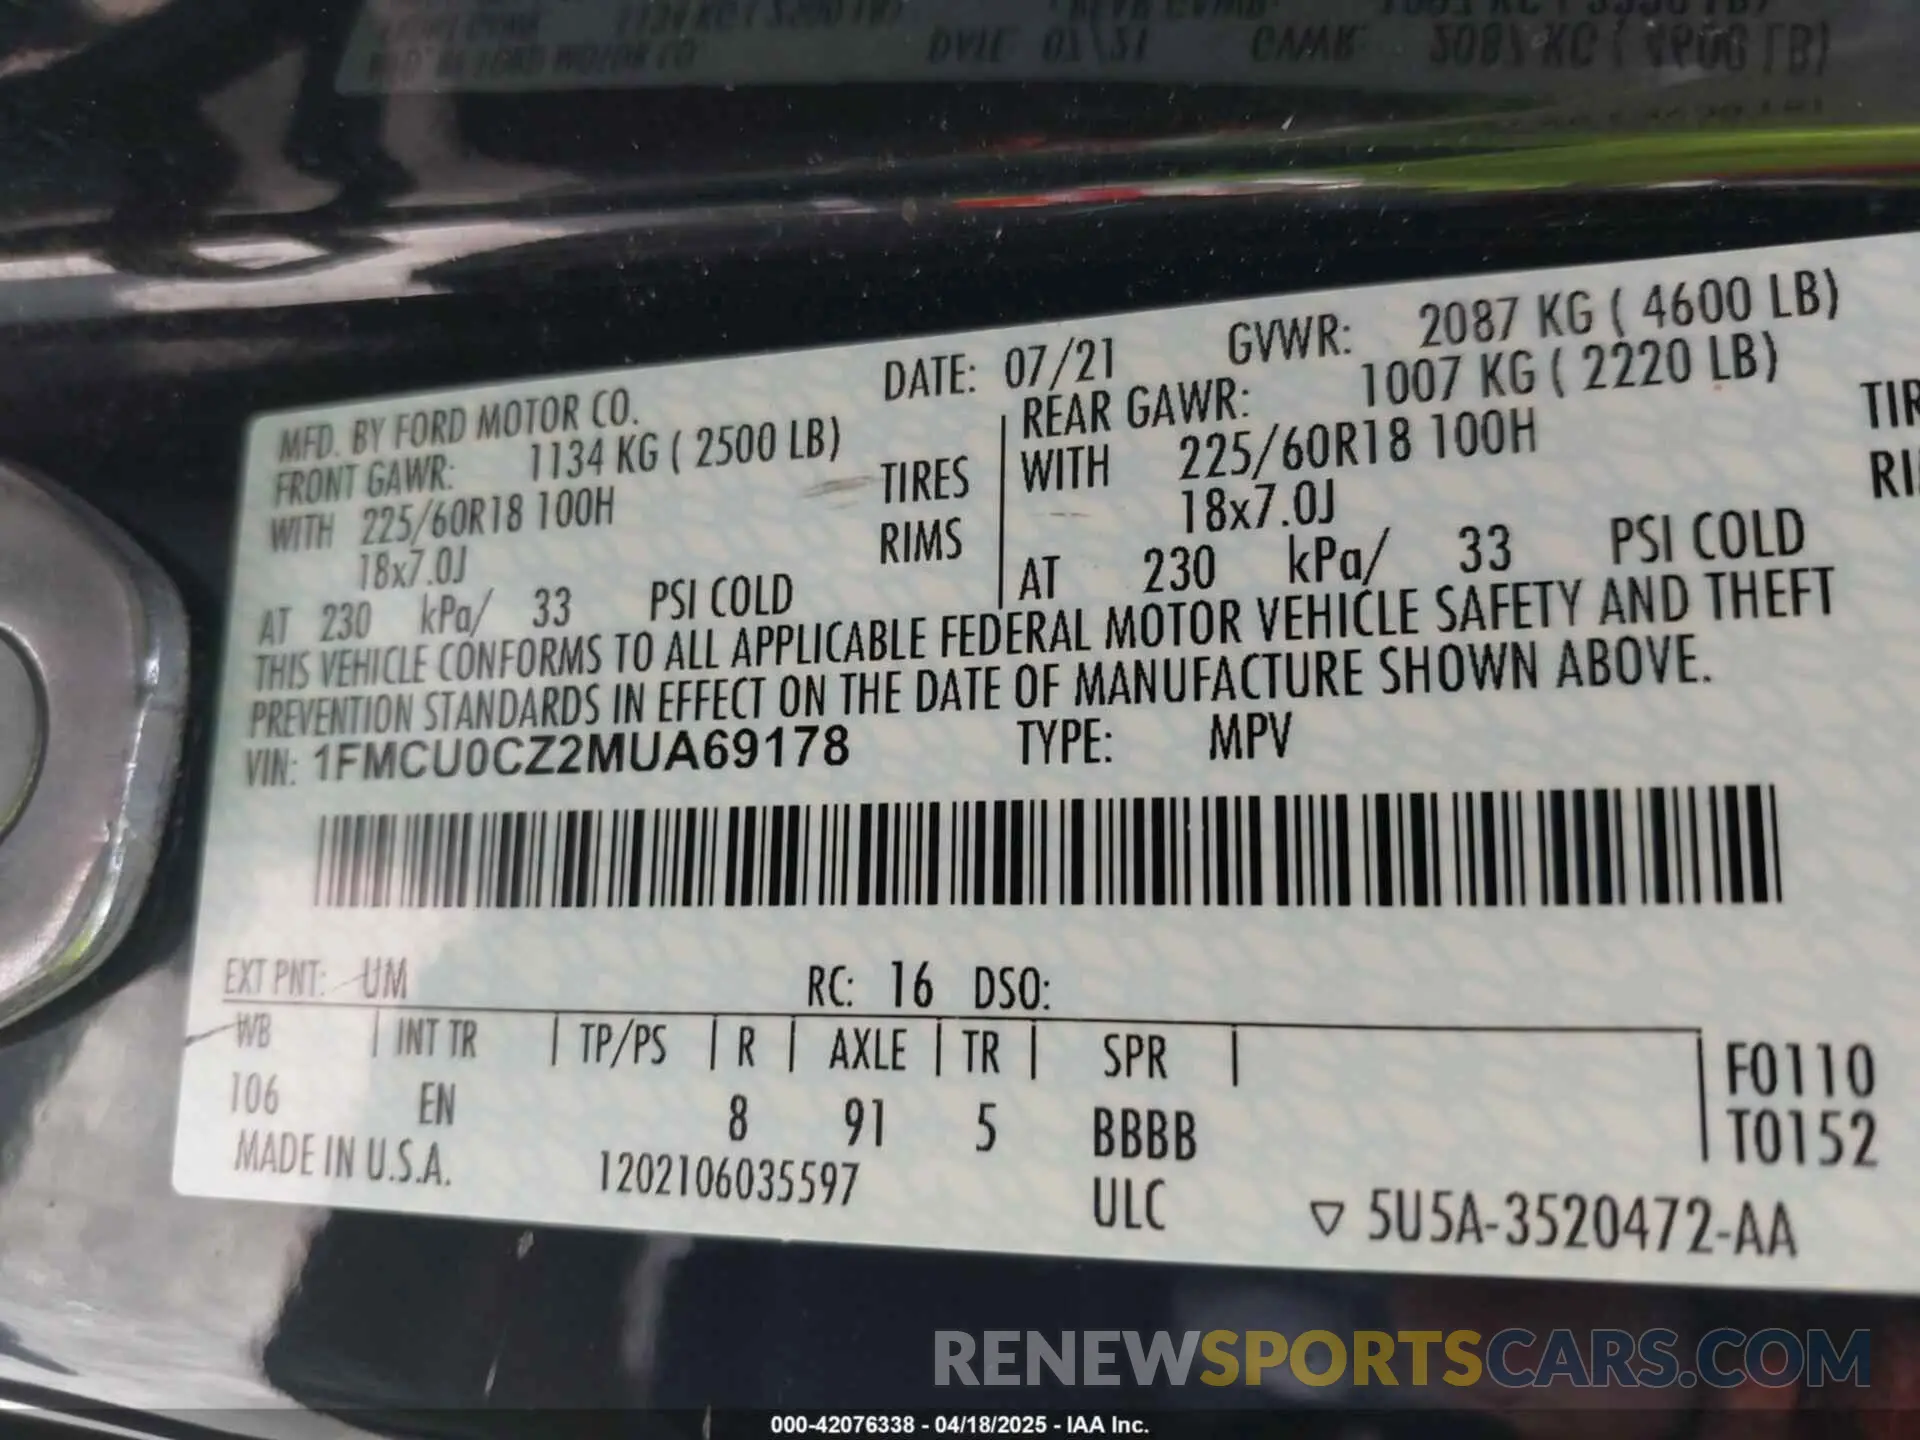 DATE: 07/21 GVWR: 2087 KG ( 4600 LB)
MFD. BY FORD MOTOR CO.
FRONT GAWR: 1134 KG ( 2500 LB)
WITH 225/60R18 100H TIRES
18x7.0J RIMS
AT 230 kPa/ 33 PSI COLD
REAR GAWR: 1007 KG ( 2220 LB)
WITH 225/60R18 100H
18x7.0J
AT 230 kPa/ 33 PSI COLD
THIS VEHICLE CONFORMS TO ALL APPLICABLE FEDERAL MOTOR VEHICLE SAFETY AND THEFT
PREVENTION STANDARDS IN EFFECT ON THE DATE OF MANUFACTURE SHOWN ABOVE.
VIN: 1FMCU0CZ2MUA69178 TYPE: MPV
EXT PNT: UM RC: 16 DSO:
WB | INT TR | TP/PS | R | AXLE | TR | SPR |
106 EN 8 91 5 BBBB
F0110
T0152
MADE IN U.S.A. 1202106035597 ULC ▽ 5U5A-3520472-AA
RENEWSPORTSCARS.COM
000-42076338 - 04/18/2025 - IAA Inc.